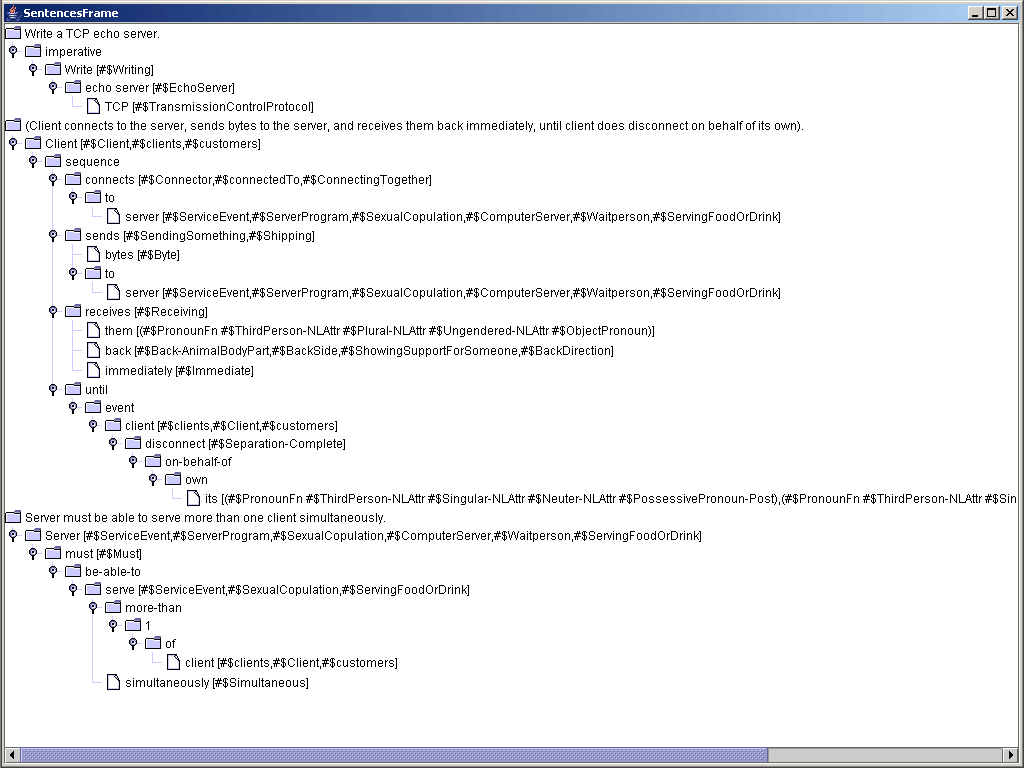 SentencesFrame
Write a TCP echo server.
imperative
Write [#$Writing]
echo server [#$EchoServer]
TCP [#$TransmissionControlProtocol]
(Client connects to the server, sends bytes to the server, and receives them back immediately, until client does disconnect on behalf of its own).
Client [#$Client,#$clients,#$customers]
sequence
connects [#$Connector,#$connectedTo,#$ConnectingTogether]
to
server [#$ServiceEvent,#$ServerProgram,#$SexualCopulation,#$ComputerServer,#$Waitperson,#$ServingFoodOrDrink]
sends [#$SendingSomething,#$Shipping]
bytes [#$Byte]
to
server [#$ServiceEvent,#$ServerProgram,#$SexualCopulation,#$ComputerServer,#$Waitperson,#$ServingFoodOrDrink]
receives [#$Receiving]
them [(#$PronounFn #$ThirdPerson-NLAttr #$Plural-NLAttr #$Ungendered-NLAttr #$ObjectPronoun)]
back [#$Back-AnimalBodyPart,#$BackSide,#$ShowingSupportForSomeone,#$BackDirection]
immediately [#$Immediate]
until
event
client [#$clients,#$Client,#$customers]
disconnect [#$Separation-Complete]
on-behalf-of
own
its [(#$PronounFn #$ThirdPerson-NLAttr #$Singular-NLAttr #$Neuter-NLAttr #$PossessivePronoun-Post),(#$PronounFn #$ThirdPerson-NLAttr #$Sin
Server must be able to serve more than one client simultaneously.
Server [#$ServiceEvent,#$ServerProgram,#$SexualCopulation,#$ComputerServer,#$Waitperson,#$ServingFoodOrDrink]
must [#$Must]
be-able-to
serve [#$ServiceEvent,#$SexualCopulation,#$ServingFoodOrDrink]
more-than
1
of
client [#$clients,#$Client,#$customers]
simultaneously [#$Simultaneous]